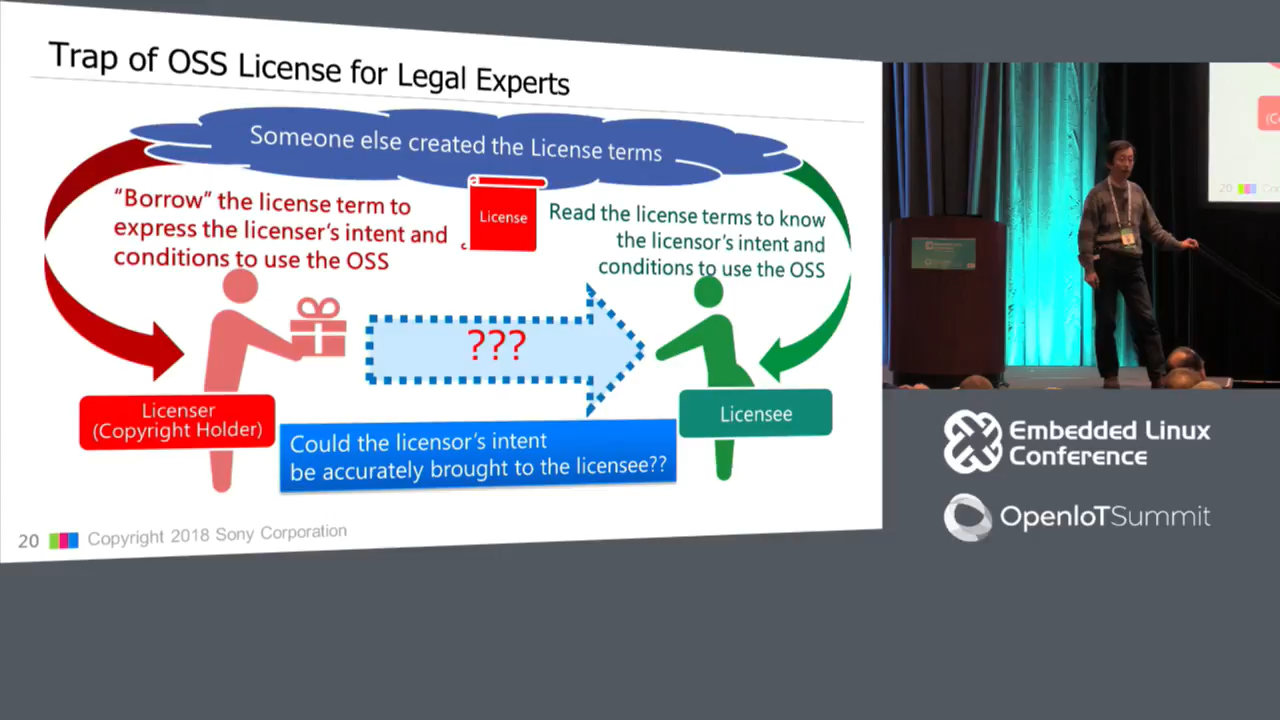 Trap of OSS License for Legal Experts
Someone else created the License terms
“Borrow” the license term to
express the licenser’s intent and
conditions to use the OSS
License
Read the license terms to know
the licensor’s intent and
conditions to use the OSS
???
Licenser
(Copyright Holder)
Licensee
Could the licensor’s intent
be accurately brought to the licensee??
20
Copyright 2018 Sony Corporation
20
Embedded Linux
Conference
OpenIoTSummit